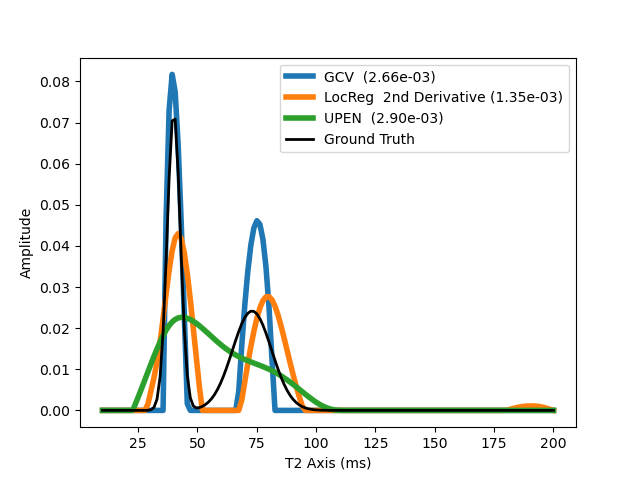 GCV (2.66e-03)
LocReg 2nd Derivative (1.35e-03)
UPEN (2.90e-03)
Ground Truth
Amplitude
0.08
0.07
0.06
0.05
0.04
0.03
0.02
0.01
0.00
25 50 75 100 125 150 175 200
T2 Axis (ms)